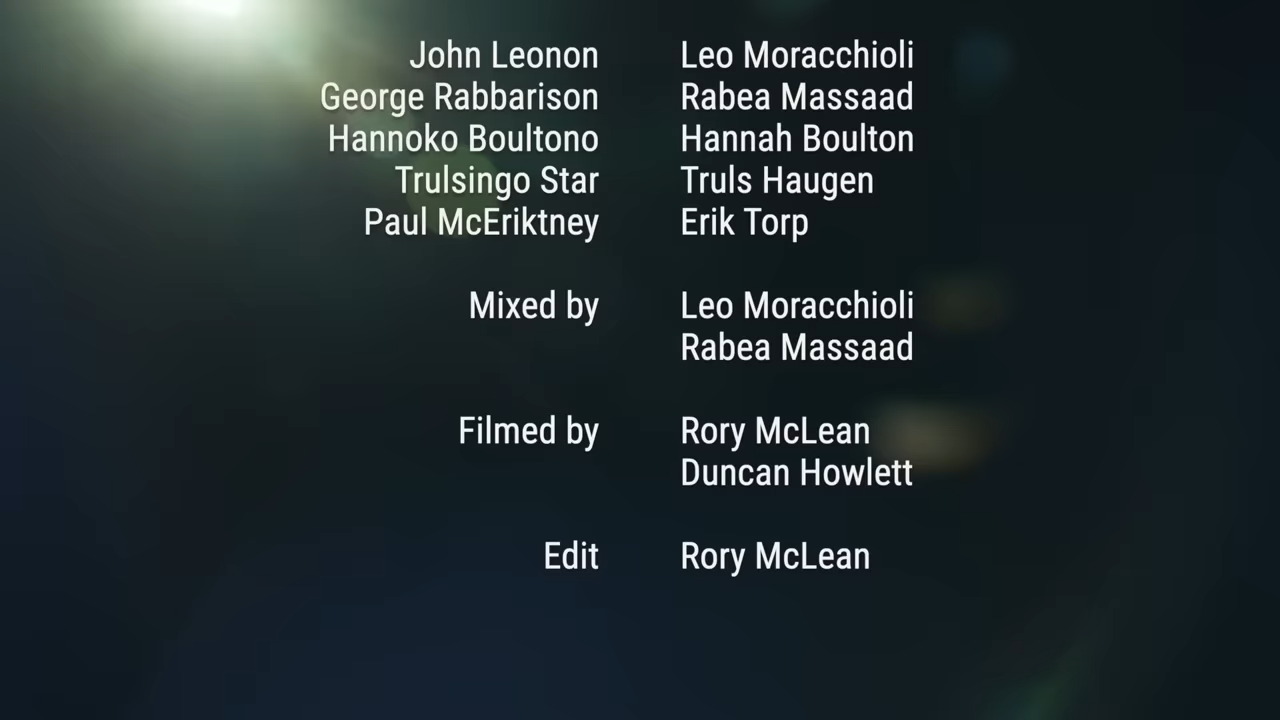 John Leonon Leo Moracchioli
George Rabbarison Rabea Massaad
Hannoko Boultono Hannah Boulton
Trulsingo Star Truls Haugen
Paul McEriktney Erik Torp
Mixed by Leo Moracchioli
Rabea Massaad
Filmed by Rory McLean
Duncan Howlett
Edit Rory McLean